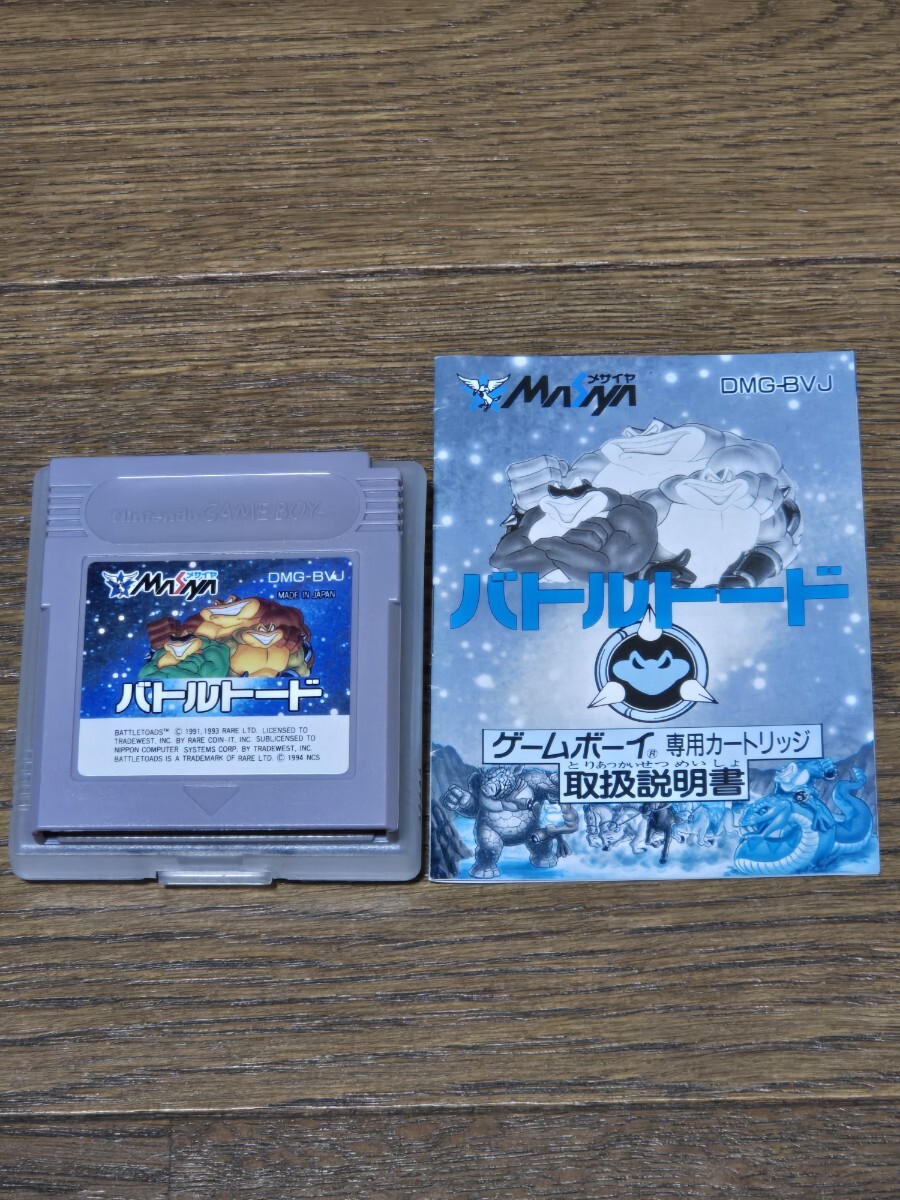 Nintendo GAME BOY
メサイヤ
MASAYA
DMG-BVJ
MADE IN JAPAN
バトルトード
BATTLETOADS™ © 1991, 1993 RARE LTD. LICENSED TO
TRADEWEST, INC. BY RARE COIN-IT, INC. SUBLICENSED TO
NIPPON COMPUTER SYSTEMS CORP. BY TRADEWEST, INC.
BATTLETOADS IS A TRADEMARK OF RARE LTD. © 1994 NCS
メサイヤ
MASAYA
DMG-BVJ
バトルトード
ゲームボーイ® 専用カートリッジ
とりあつかいせつめいしょ
取扱説明書